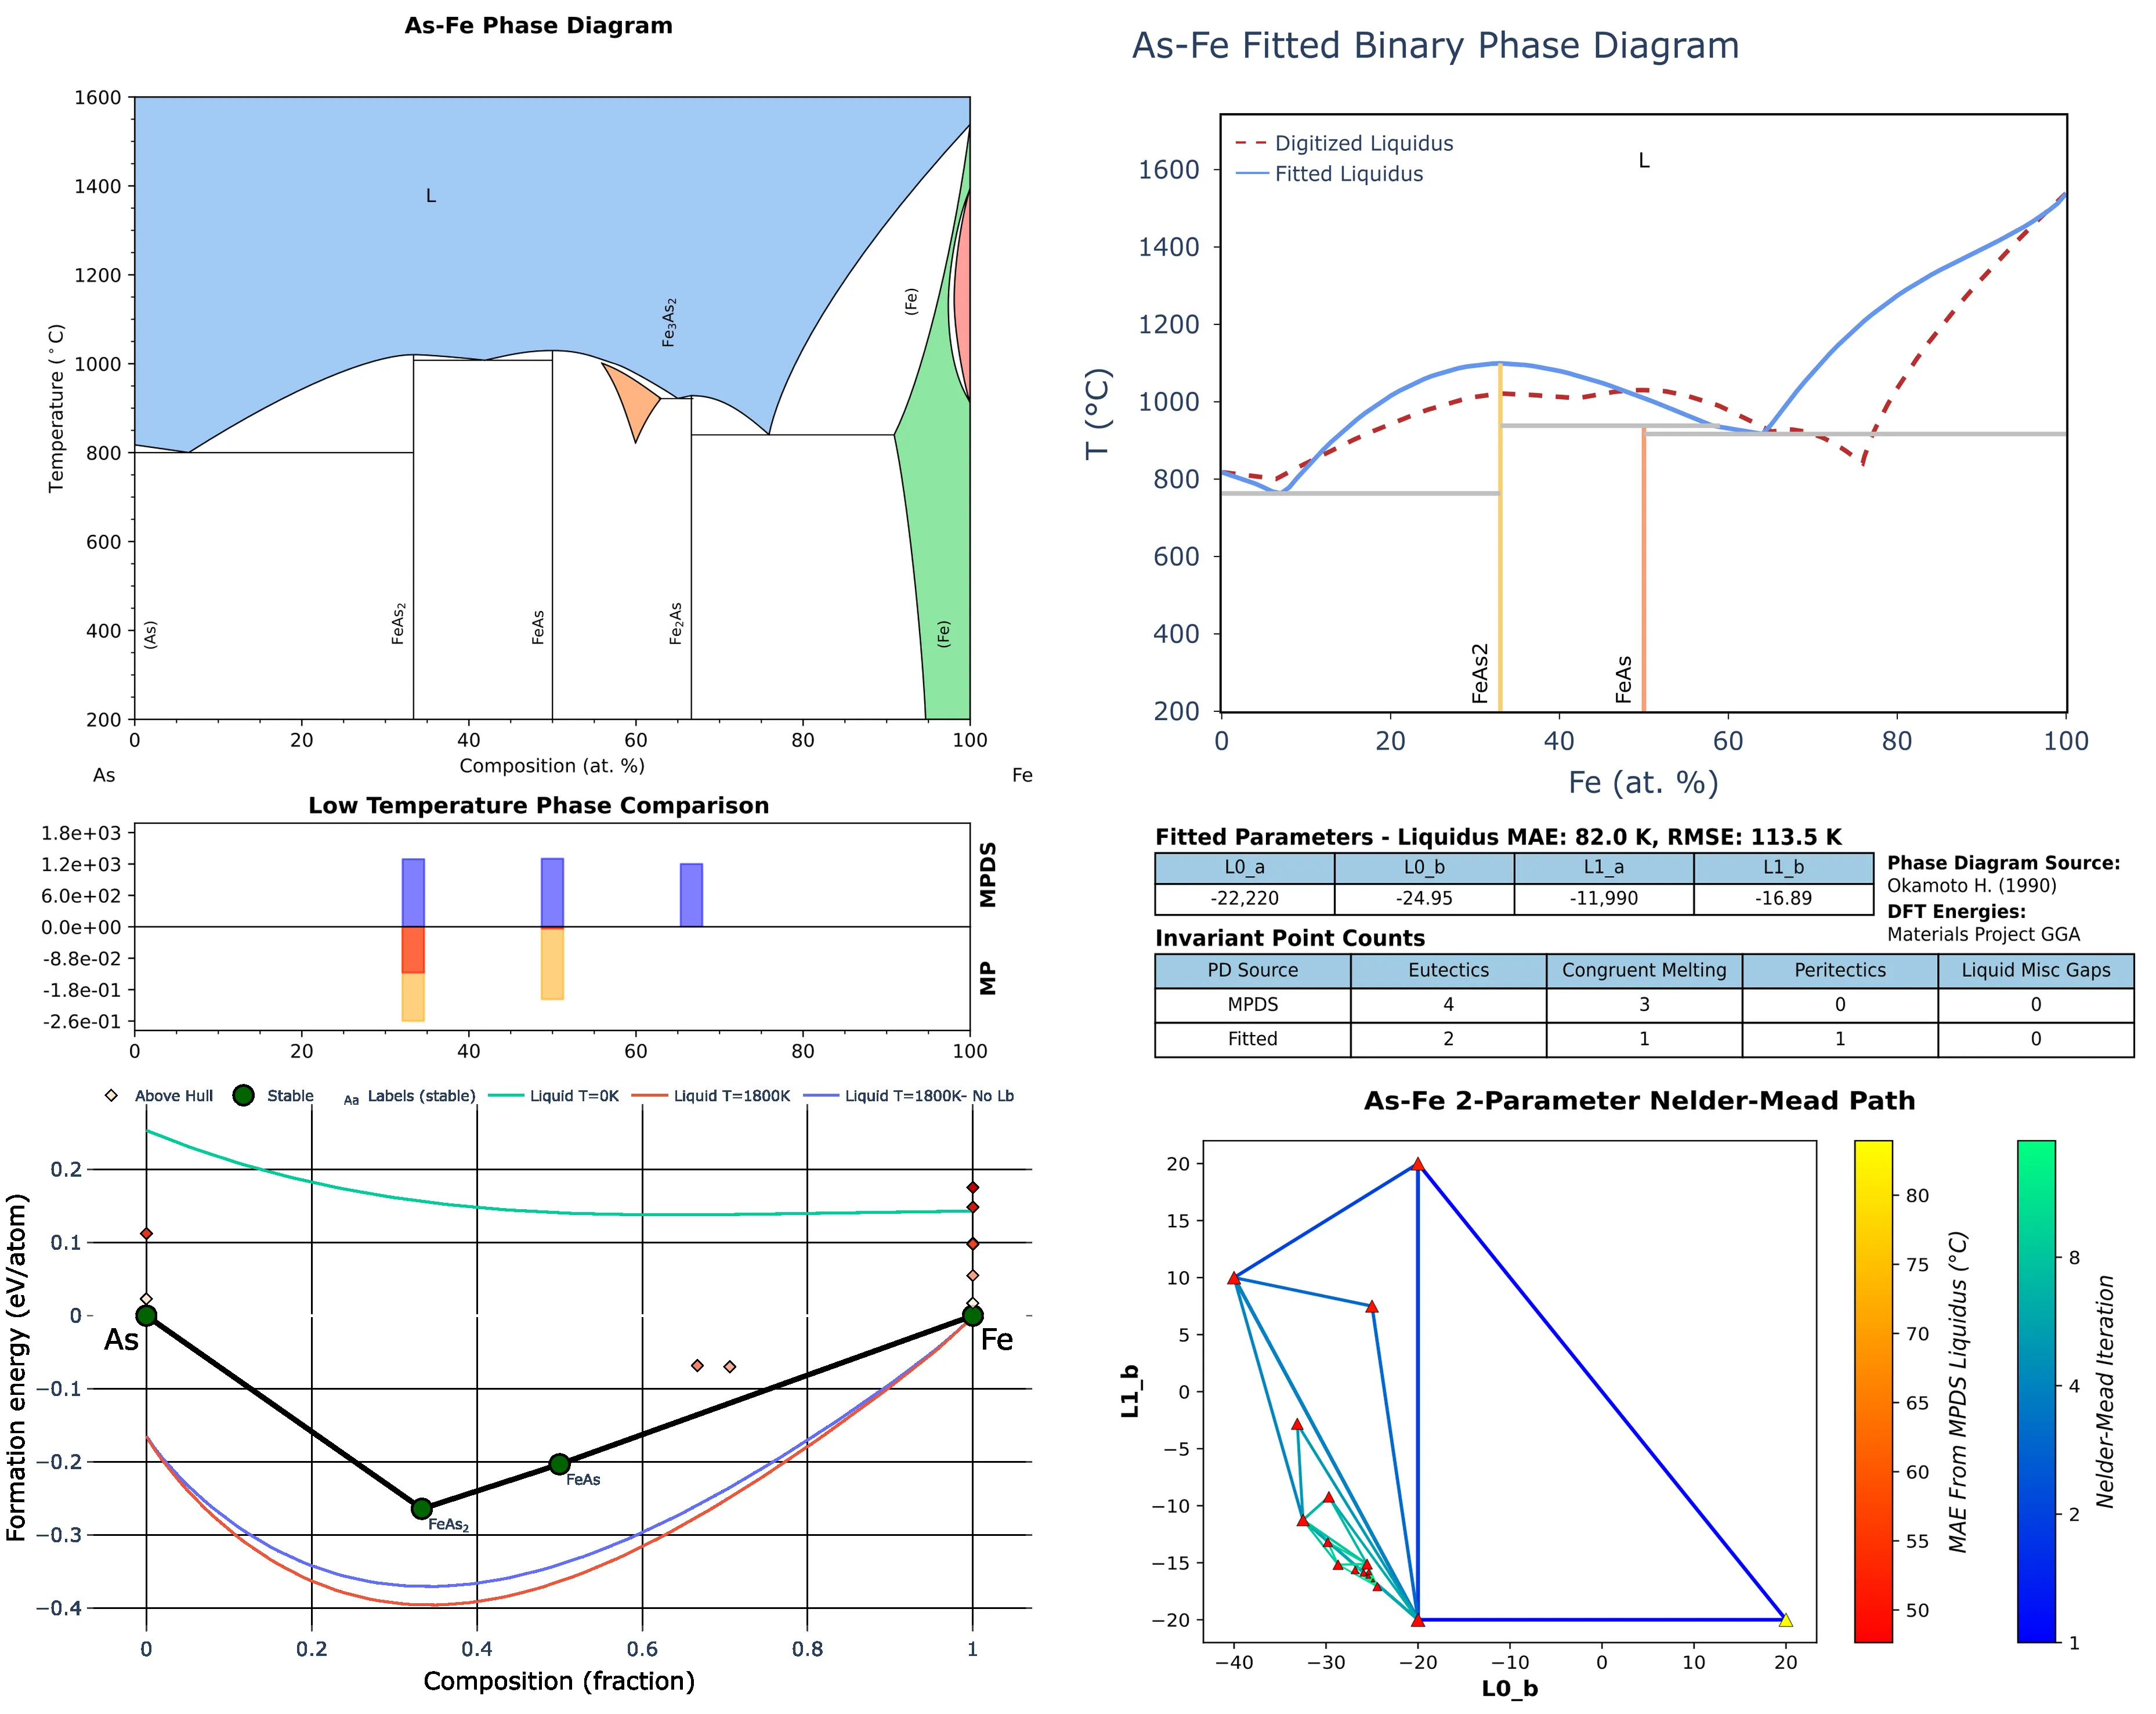 As-Fe Phase Diagram
1600
1400
1200
1000
800
600
400
200
Temperature (°C)
L
Fe₃As₂
(Fe)
(As)
FeAs₂
FeAs
Fe₂As
(Fe)
0 20 40 60 80 100
Composition (at. %)
As Fe
As-Fe Fitted Binary Phase Diagram
Digitized Liquidus
Fitted Liquidus
L
1600
1400
1200
1000
800
600
400
200
T (°C)
FeAs2
FeAs
0 20 40 60 80 100
Fe (at. %)
Low Temperature Phase Comparison
1.8e+03
1.2e+03
6.0e+02
0.0e+00
-8.8e-02
-1.8e-01
-2.6e-01
MPDS
MP
0 20 40 60 80 100
Fitted Parameters - Liquidus MAE: 82.0 K, RMSE: 113.5 K
L0_a L0_b L1_a L1_b
-22,220 -24.95 -11,990 -16.89
Phase Diagram Source:
Okamoto H. (1990)
DFT Energies:
Materials Project GGA
Invariant Point Counts
PD Source Eutectics Congruent Melting Peritectics Liquid Misc Gaps
MPDS 4 3 0 0
Fitted 2 1 1 0
Above Hull Stable Aa Labels (stable) Liquid T=0K Liquid T=1800K Liquid T=1800K- No Lb
0.2
0.1
0
−0.1
−0.2
−0.3
−0.4
Formation energy (eV/atom)
As
Fe
FeAs
FeAs₂
0 0.2 0.4 0.6 0.8 1
Composition (fraction)
As-Fe 2-Parameter Nelder-Mead Path
20
15
10
5
0
−5
−10
−15
−20
L1_b
−40 −30 −20 −10 0 10 20
L0_b
80
75
70
65
60
55
50
MAE From MPDS Liquidus (°C)
8
4
2
1
Nelder-Mead Iteration